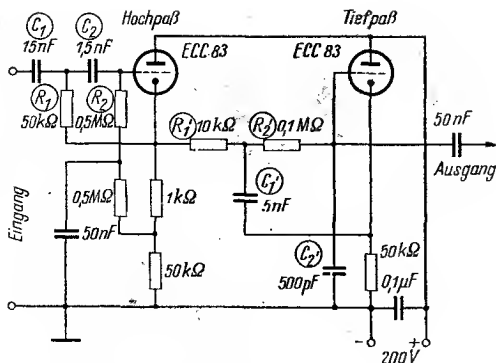 Hochpaß
Tiefpaß
C₁
15nF
C₂
1,5nF
ECC 83
ECC 83
R₁
50kΩ
R₂
0,5MΩ
R₁' 10kΩ
R₂' 0,1MΩ
50nF
Ausgang
Eingang
0,5MΩ
1kΩ
C₁'
5nF
50nF
50kΩ
C₂'
500pF
50kΩ
0,1µF
- +
200V